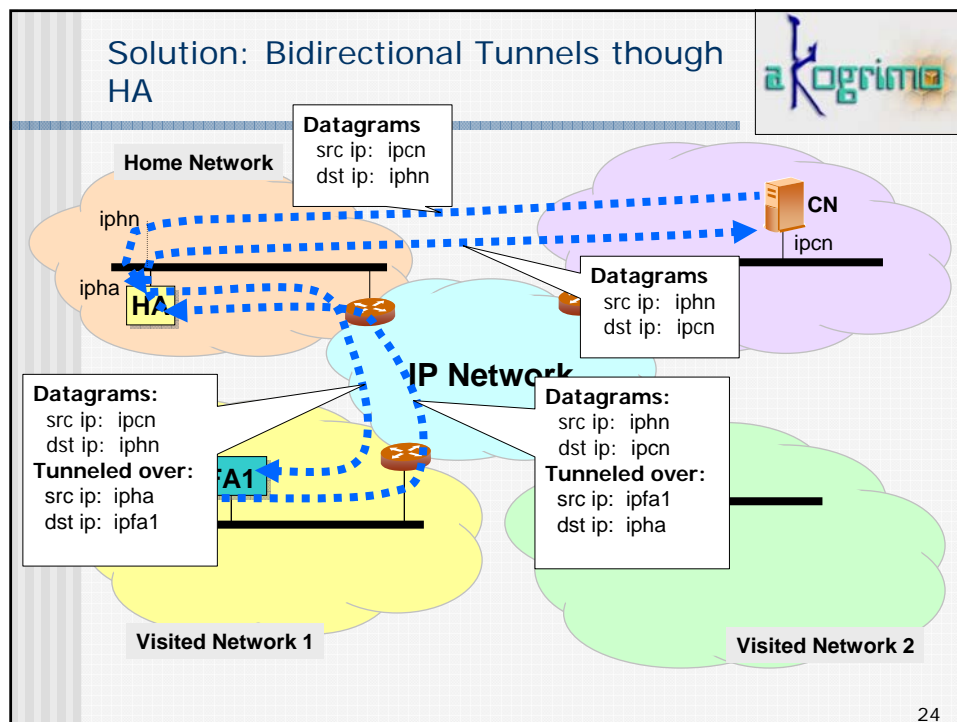 Solution: Bidirectional Tunnels though
HA
akogrimo
Datagrams
src ip: ipcn
dst ip: iphn
Home Network
iphn
CN
ipcn
ipha
HA
Datagrams
src ip: iphn
dst ip: ipcn
IP Network
Datagrams:
src ip: ipcn
dst ip: iphn
Tunneled over:
src ip: ipha
dst ip: ipfa1
Datagrams:
src ip: iphn
dst ip: ipcn
Tunneled over:
src ip: ipfa1
dst ip: ipha
FA1
Visited Network 1
Visited Network 2
24